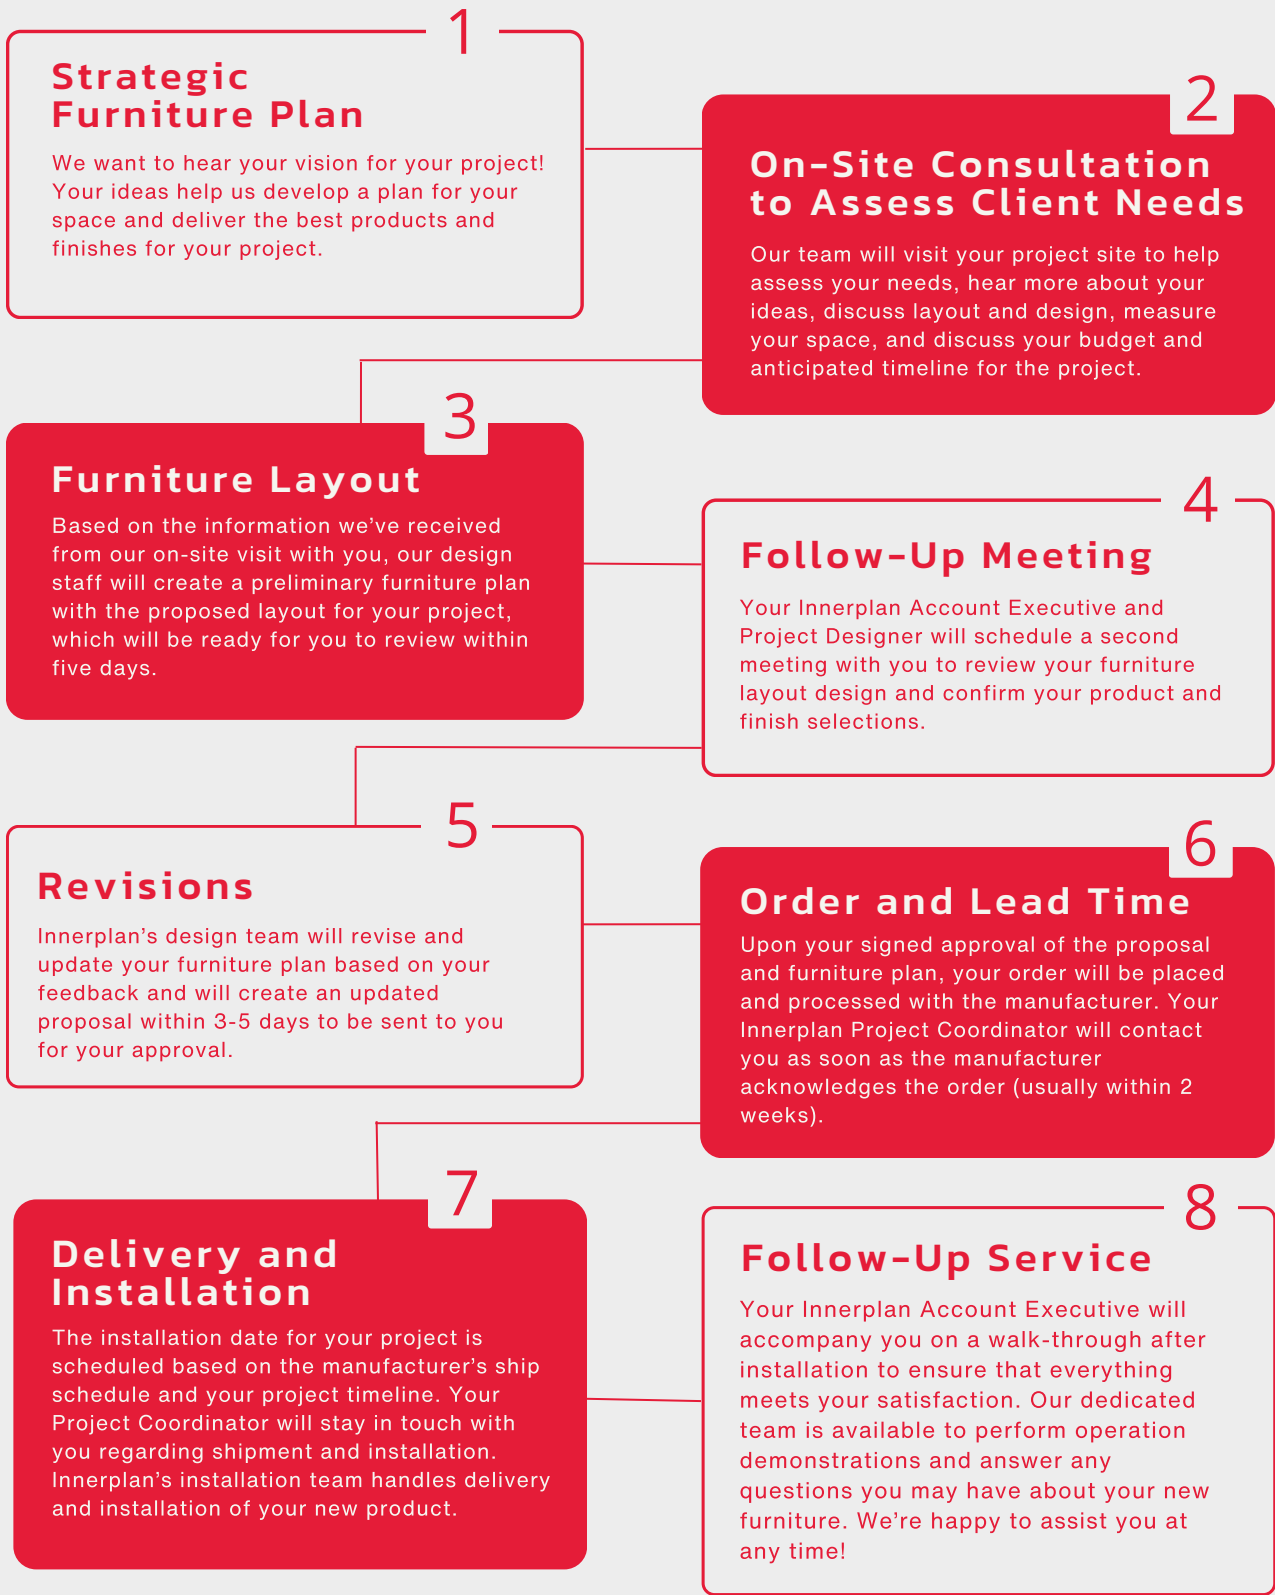 1
Strategic
Furniture Plan
We want to hear your vision for your project!
Your ideas help us develop a plan for your
space and deliver the best products and
finishes for your project.
2
On-Site Consultation
to Assess Client Needs
Our team will visit your project site to help
assess your needs, hear more about your
ideas, discuss layout and design, measure
your space, and discuss your budget and
anticipated timeline for the project.
3
Furniture Layout
Based on the information we’ve received
from our on-site visit with you, our design
staff will create a preliminary furniture plan
with the proposed layout for your project,
which will be ready for you to review within
five days.
4
Follow-Up Meeting
Your Innerplan Account Executive and
Project Designer will schedule a second
meeting with you to review your furniture
layout design and confirm your product and
finish selections.
5
Revisions
Innerplan’s design team will revise and
update your furniture plan based on your
feedback and will create an updated
proposal within 3-5 days to be sent to you
for your approval.
6
Order and Lead Time
Upon your signed approval of the proposal
and furniture plan, your order will be placed
and processed with the manufacturer. Your
Innerplan Project Coordinator will contact
you as soon as the manufacturer
acknowledges the order (usually within 2
weeks).
7
Delivery and
Installation
The installation date for your project is
scheduled based on the manufacturer’s ship
schedule and your project timeline. Your
Project Coordinator will stay in touch with
you regarding shipment and installation.
Innerplan’s installation team handles delivery
and installation of your new product.
8
Follow-Up Service
Your Innerplan Account Executive will
accompany you on a walk-through after
installation to ensure that everything
meets your satisfaction. Our dedicated
team is available to perform operation
demonstrations and answer any
questions you may have about your new
furniture. We’re happy to assist you at
any time!